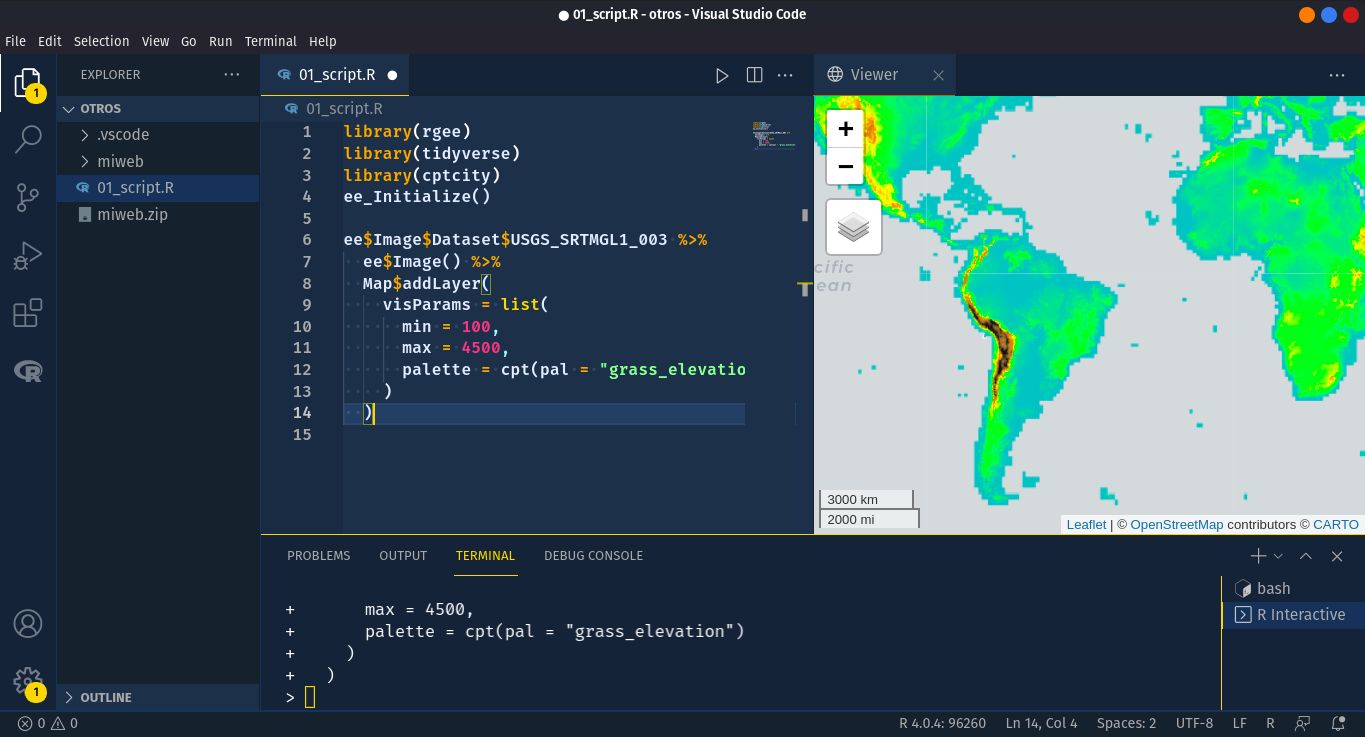 01_script.R - otros - Visual Studio Code
File Edit Selection View Go Run Terminal Help
1
EXPLORER
OTROS
.vscode
miweb
01_script.R
miweb.zip
OUTLINE
1
01_script.R
01_script.R
1 library(rgee)
2 library(tidyverse)
3 library(cptcity)
4 ee_Initialize()
5
6 ee$Image$Dataset$USGS_SRTMGL1_003 %>%
7   ee$Image() %>%
8   Map$addLayer(
9     visParams = list(
10       min = 100,
11       max = 4500,
12       palette = cpt(pal = "grass_elevatio
13     )
14   )
15
Viewer
+
−
cific
ean
3000 km
2000 mi
Leaflet | © OpenStreetMap contributors © CARTO
PROBLEMS OUTPUT TERMINAL DEBUG CONSOLE
+       max = 4500,
+       palette = cpt(pal = "grass_elevation")
+     )
+   )
>
bash
R Interactive
0 0 R 4.0.4: 96260 Ln 14, Col 4 Spaces: 2 UTF-8 LF R